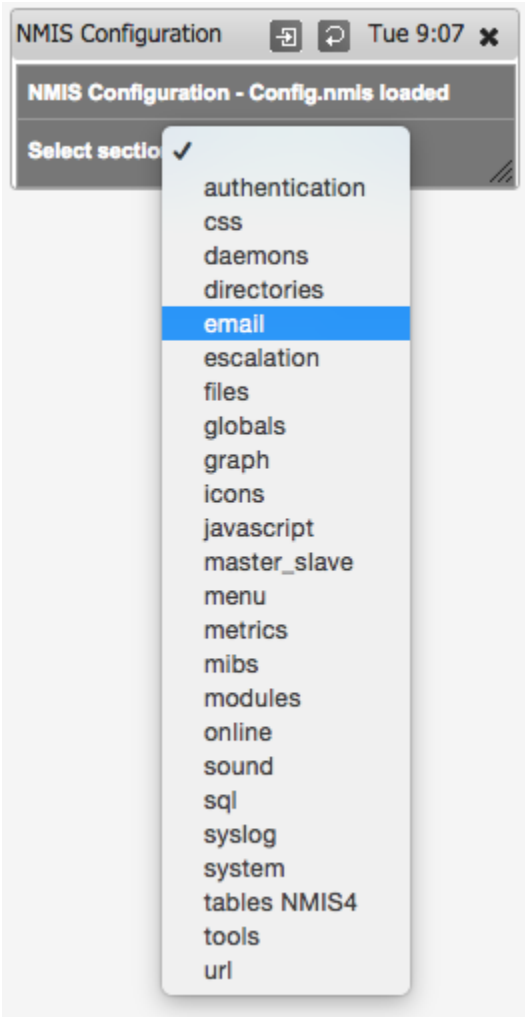 NMIS Configuration Tue 9:07
NMIS Configuration - Config.nmis loaded
Select section
authentication
css
daemons
directories
email
escalation
files
globals
graph
icons
javascript
master_slave
menu
metrics
mibs
modules
online
sound
sql
syslog
system
tables NMIS4
tools
url